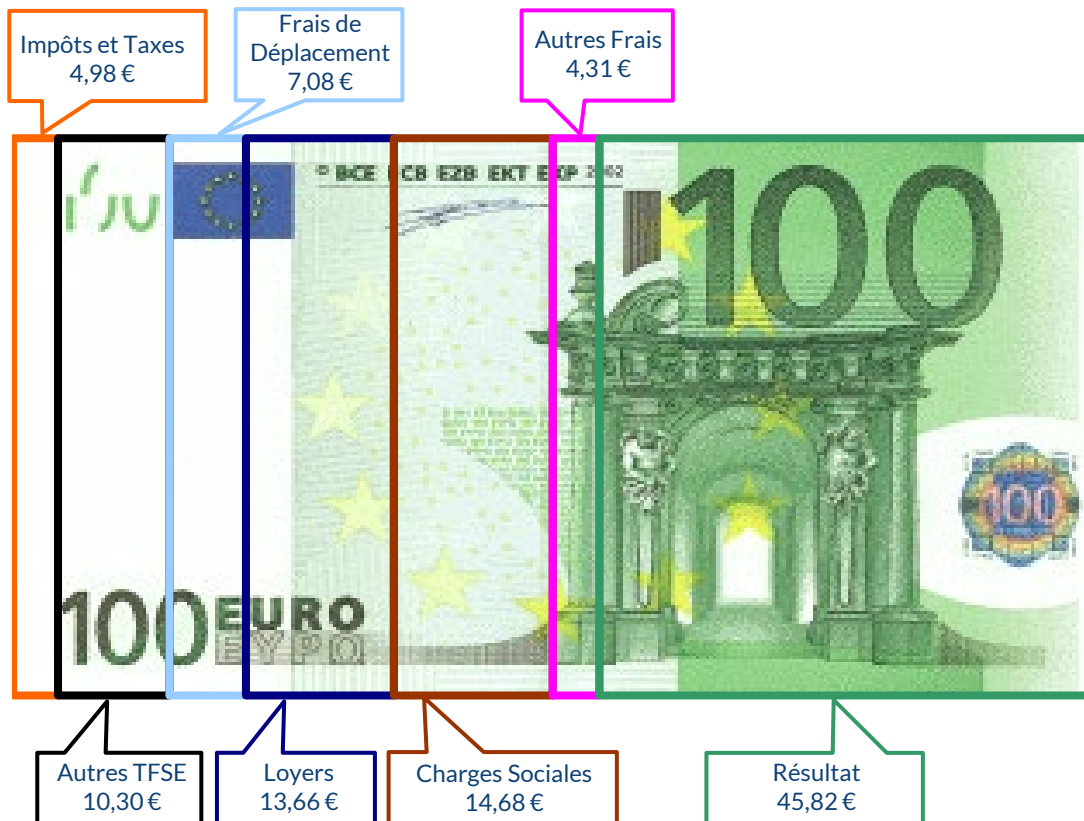 Impôts et Taxes
4,98 €
Frais de
Déplacement
7,08 €
Autres Frais
4,31 €
© BCE ECB EZB EKT EKP 2002
100
100
100 EURO
ΕΥΡΩ
Autres TFSE
10,30 €
Loyers
13,66 €
Charges Sociales
14,68 €
Résultat
45,82 €